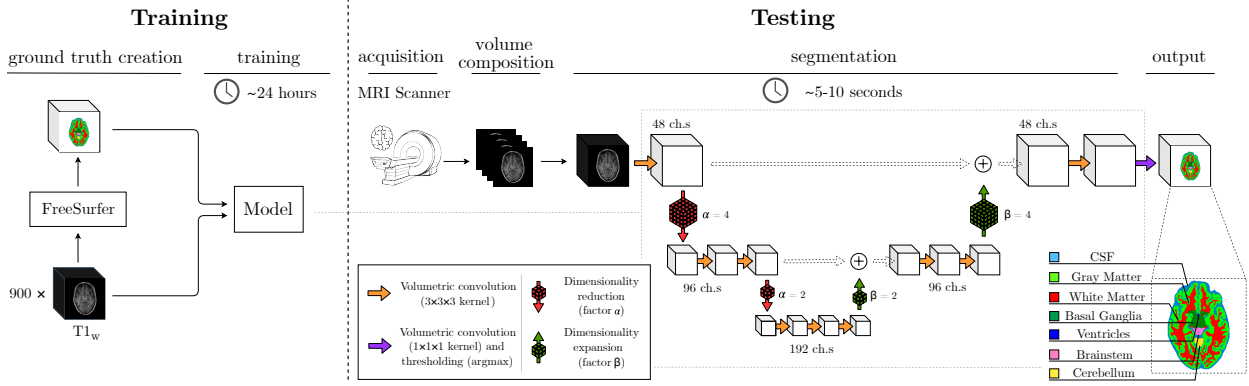 Training
Testing
ground truth creation
training
acquisition
volume
composition
segmentation
output
~24 hours
MRI Scanner
~5-10 seconds
48 ch.s
48 ch.s
FreeSurfer
Model
α = 4
β = 4
900 ×
T1w
96 ch.s
96 ch.s
α = 2
β = 2
192 ch.s
Volumetric convolution
(3×3×3 kernel)
Dimensionality
reduction
(factor α)
Volumetric convolution
(1×1×1 kernel) and
thresholding (argmax)
Dimensionality
expansion
(factor β)
CSF
Gray Matter
White Matter
Basal Ganglia
Ventricles
Brainstem
Cerebellum